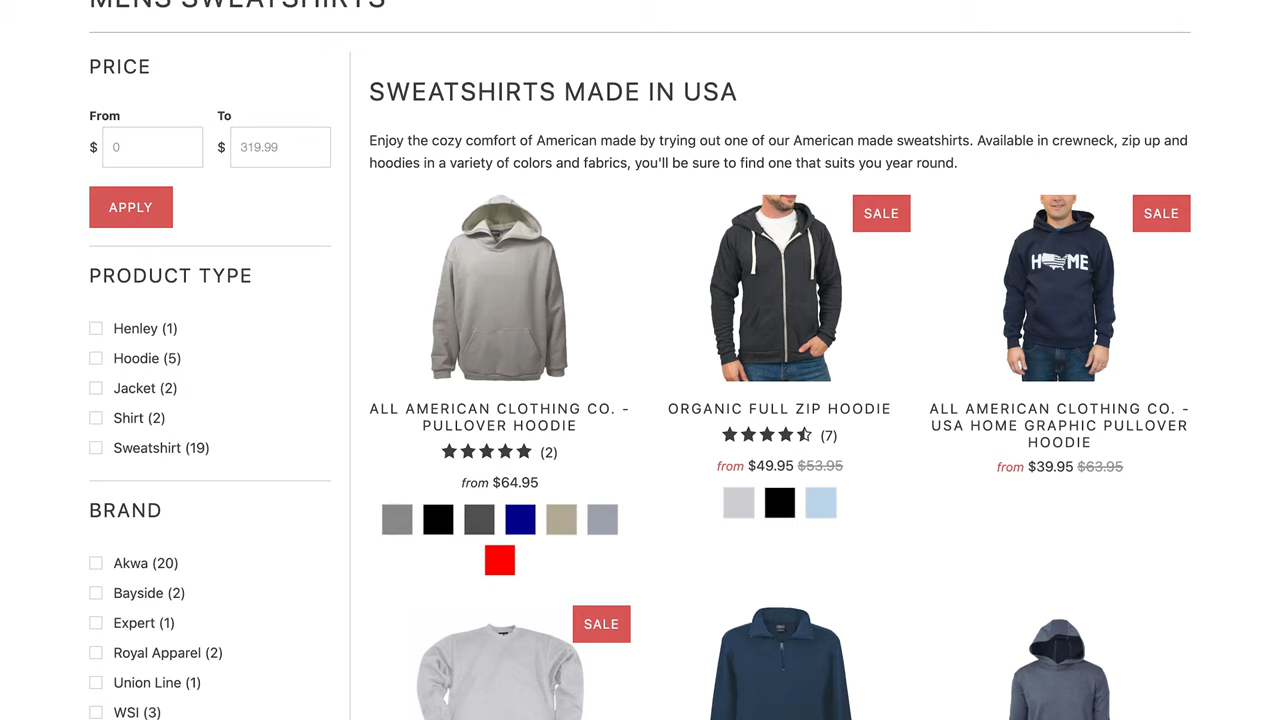 MENS SWEATSHIRTS
PRICE
From
To
$ 0
$ 319.99
APPLY
PRODUCT TYPE
Henley (1)
Hoodie (5)
Jacket (2)
Shirt (2)
Sweatshirt (19)
BRAND
Akwa (20)
Bayside (2)
Expert (1)
Royal Apparel (2)
Union Line (1)
WSI (3)
SWEATSHIRTS MADE IN USA
Enjoy the cozy comfort of American made by trying out one of our American made sweatshirts. Available in crewneck, zip up and
hoodies in a variety of colors and fabrics, you'll be sure to find one that suits you year round.
ALL AMERICAN CLOTHING CO. -
PULLOVER HOODIE
(2)
from $64.95
SALE
ORGANIC FULL ZIP HOODIE
(7)
from $49.95 $53.95
SALE
HOME
ALL AMERICAN CLOTHING CO. -
USA HOME GRAPHIC PULLOVER
HOODIE
from $39.95 $63.95
SALE